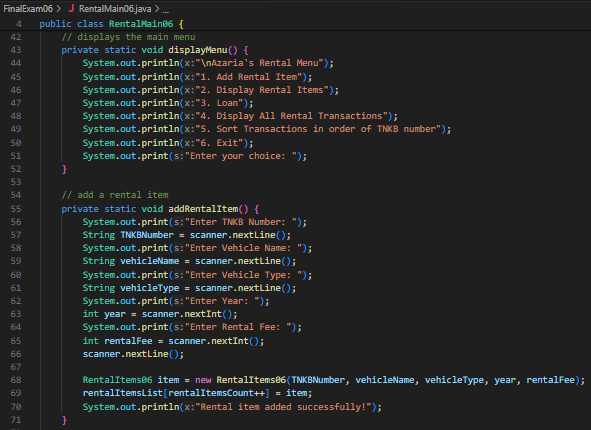 FinalExam06 > J RentalMain06.java > ...
4 public class RentalMain06 {
42 // displays the main menu
43 private static void displayMenu() {
44 System.out.println(x:"\nAzaria's Rental Menu");
45 System.out.println(x:"1. Add Rental Item");
46 System.out.println(x:"2. Display Rental Items");
47 System.out.println(x:"3. Loan");
48 System.out.println(x:"4. Display All Rental Transactions");
49 System.out.println(x:"5. Sort Transactions in order of TNKB number");
50 System.out.println(x:"6. Exit");
51 System.out.print(s:"Enter your choice: ");
52 }
53
54 // add a rental item
55 private static void addRentalItem() {
56 System.out.print(s:"Enter TNKB Number: ");
57 String TNKBNumber = scanner.nextLine();
58 System.out.print(s:"Enter Vehicle Name: ");
59 String vehicleName = scanner.nextLine();
60 System.out.print(s:"Enter Vehicle Type: ");
61 String vehicleType = scanner.nextLine();
62 System.out.print(s:"Enter Year: ");
63 int year = scanner.nextInt();
64 System.out.print(s:"Enter Rental Fee: ");
65 int rentalFee = scanner.nextInt();
66 scanner.nextLine();
67
68 RentalItems06 item = new RentalItems06(TNKBNumber, vehicleName, vehicleType, year, rentalFee);
69 rentalItemsList[rentalItemsCount++] = item;
70 System.out.println(x:"Rental item added successfully!");
71 }